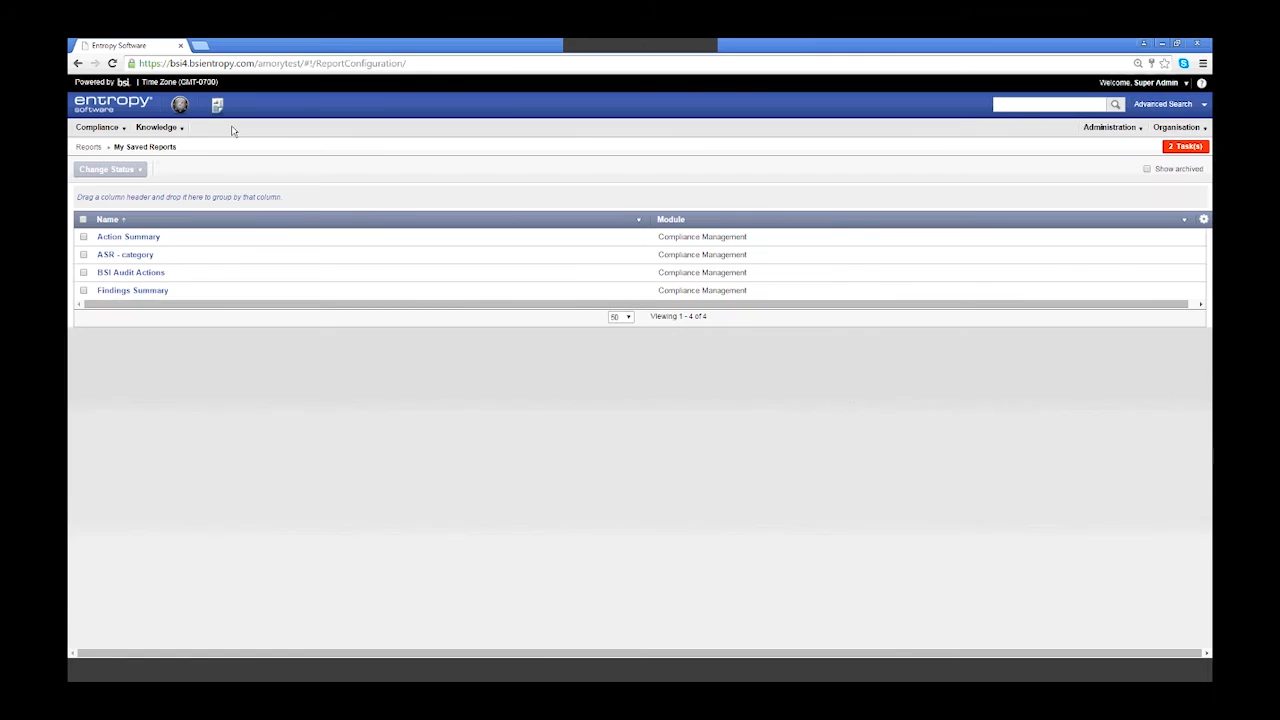 Entropy Software
https://bsi4.bsientropy.com/amorytest/#!/ReportConfiguration/
Powered by bsi. | Time Zone (GMT-0700)
Welcome, Super Admin
entropy software
Advanced Search
Compliance Knowledge
Administration Organisation
Reports My Saved Reports
2 Task(s)
Change Status
Show archived
Drag a column header and drop it here to group by that column.
Name Module
Action Summary Compliance Management
ASR - category Compliance Management
BSI Audit Actions Compliance Management
Findings Summary Compliance Management
50 Viewing 1 - 4 of 4